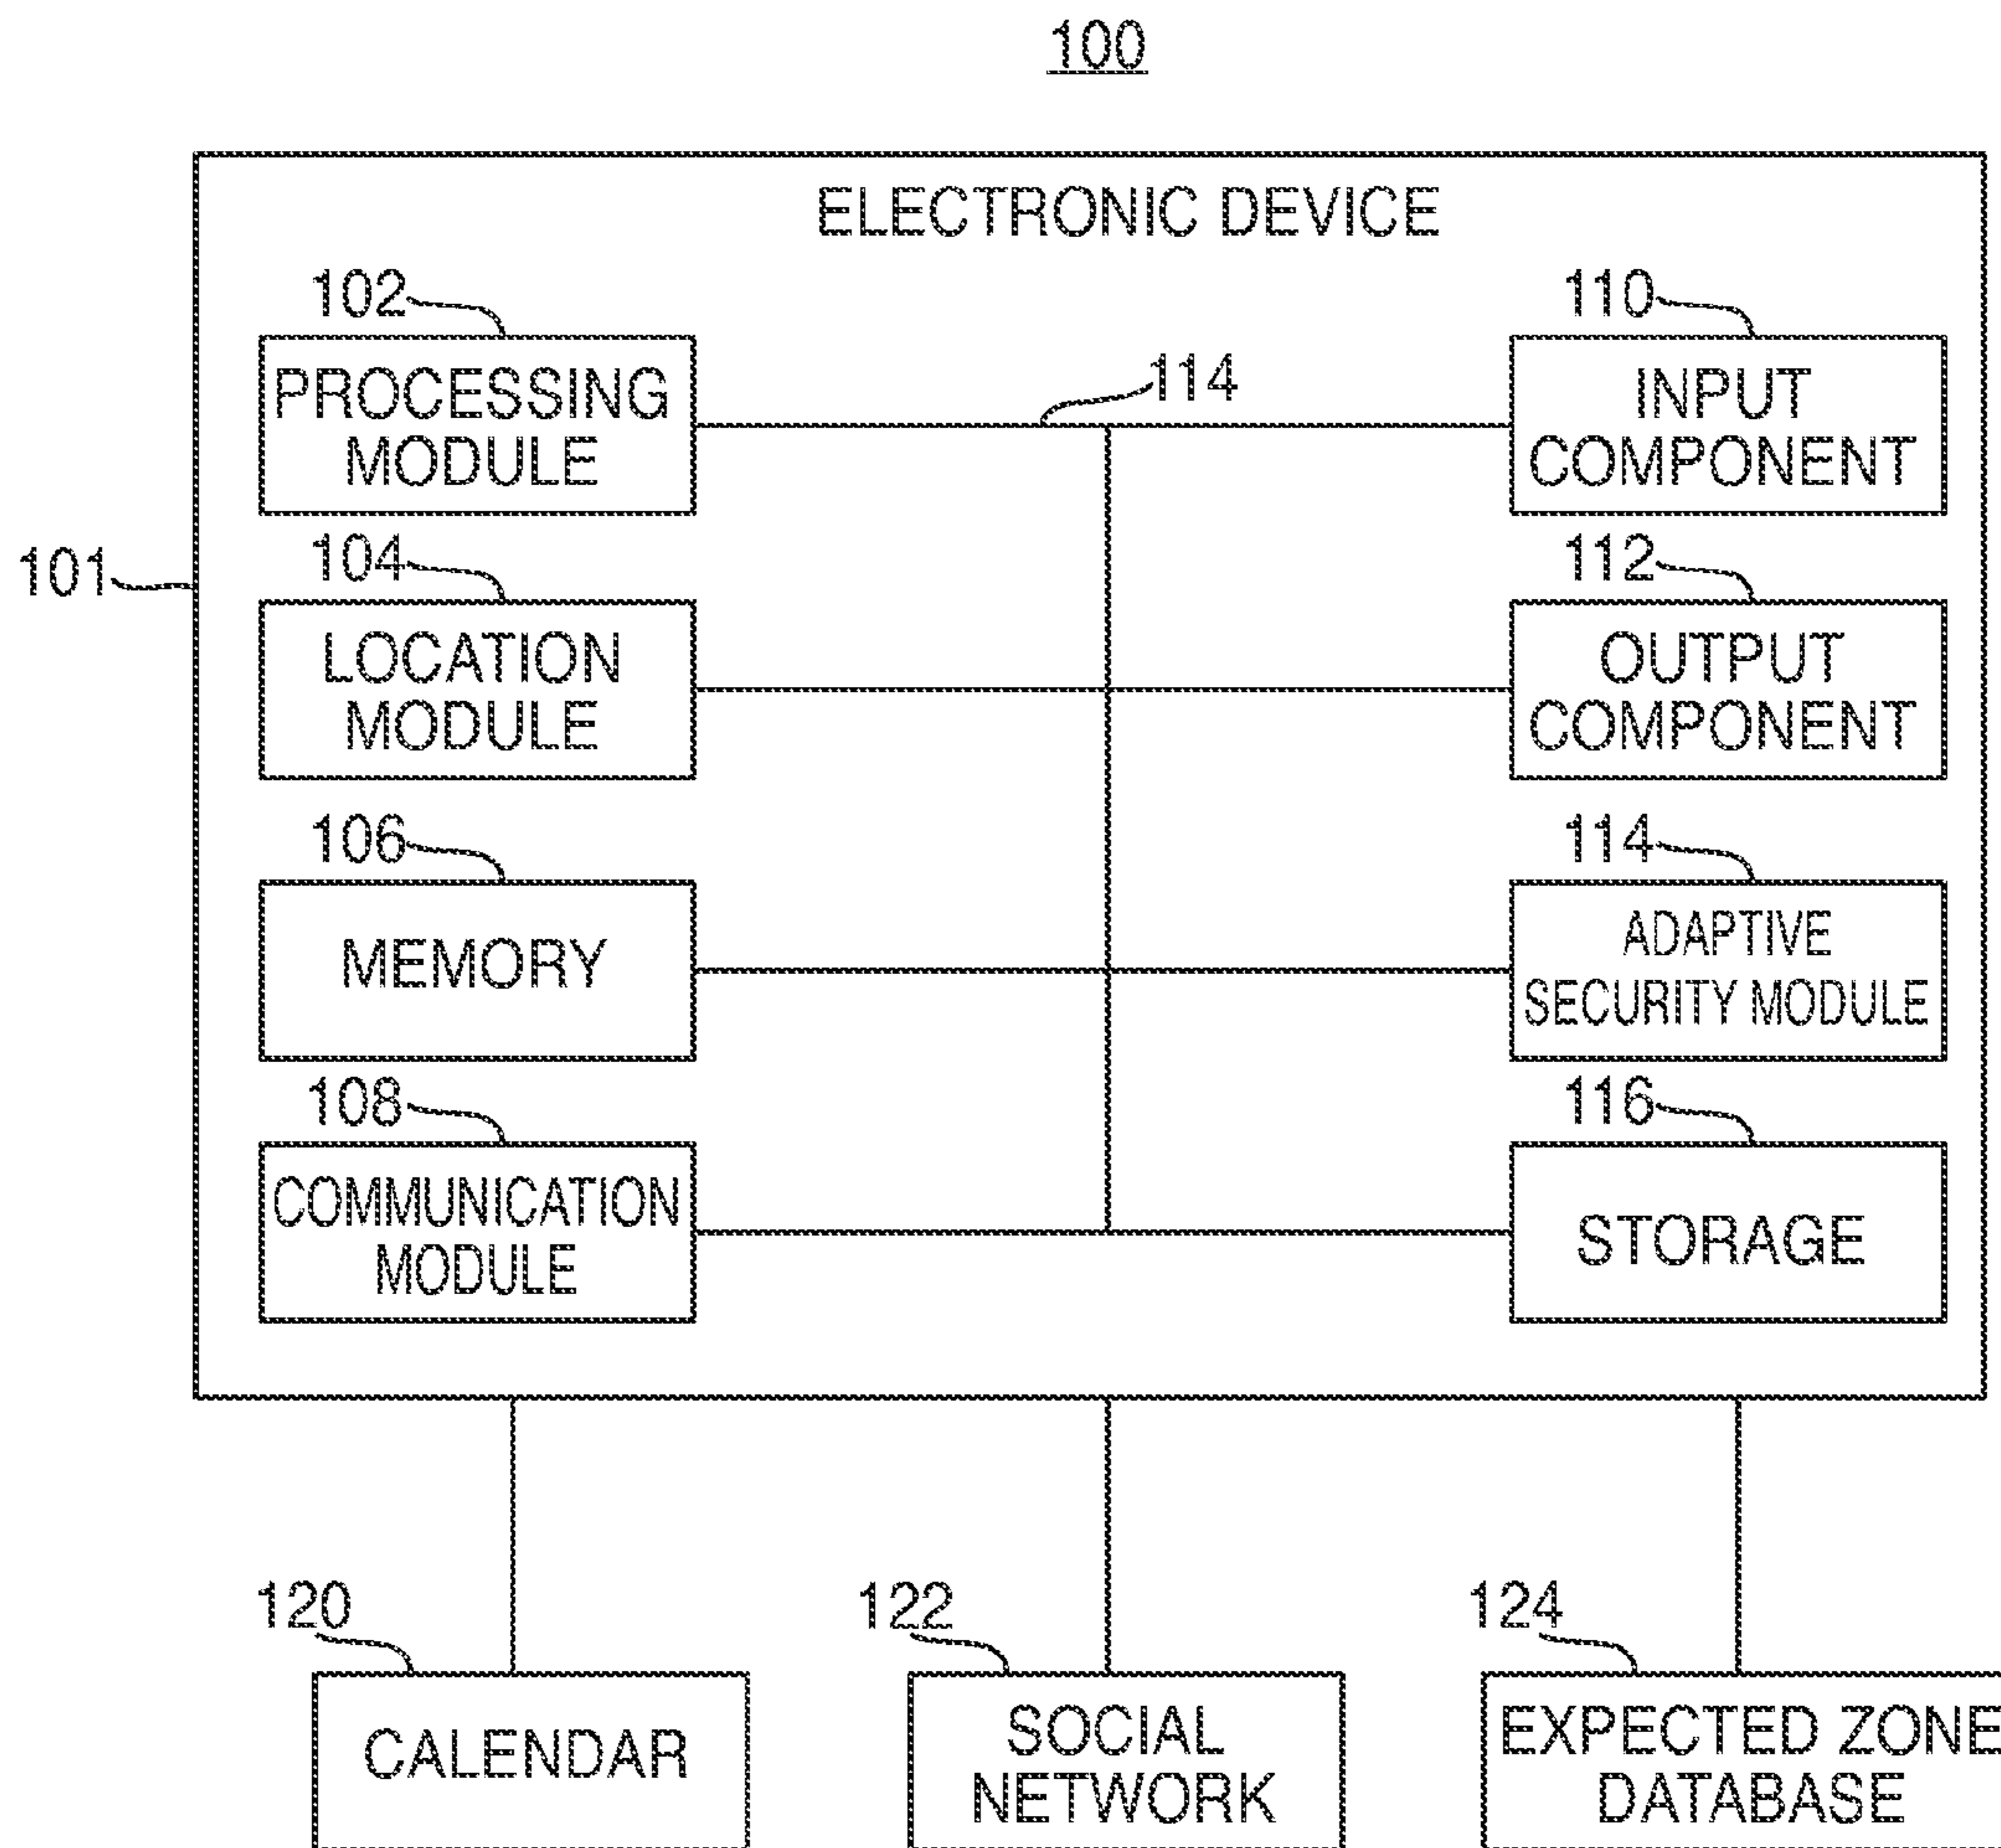 100
ELECTRONIC DEVICE
102
110
PROCESSING
MODULE
114
INPUT
COMPONENT
101
104
112
LOCATION
MODULE
OUTPUT
COMPONENT
106
114
MEMORY
ADAPTIVE
SECURITY MODULE
108
116
COMMUNICATION
MODULE
STORAGE
120
122
124
CALENDAR
SOCIAL
NETWORK
EXPECTED ZONE
DATABASE